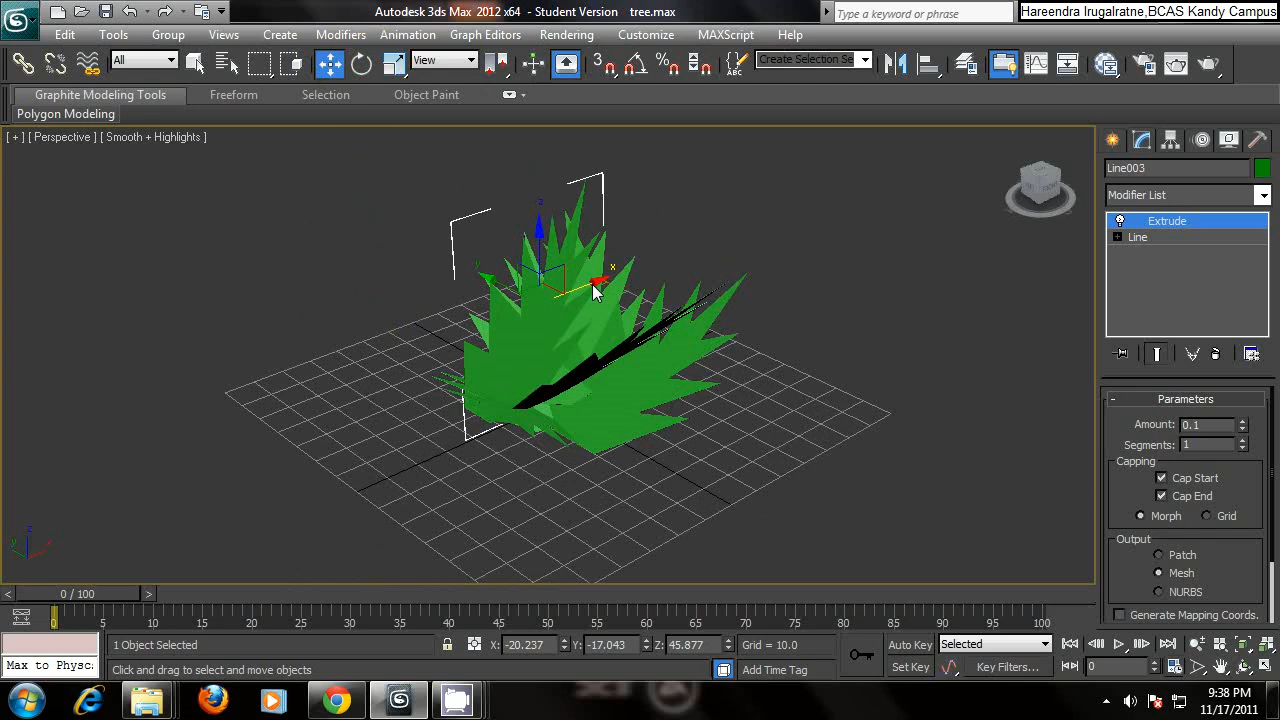 Autodesk 3ds Max 2012 x64 - Student Version tree.max
Type a keyword or phrase
Hareendra Irugalratne,BCAS Kandy Campus
Edit Tools Group Views Create Modifiers Animation Graph Editors Rendering Customize MAXScript Help
All
View
3
Create Selection Se
Graphite Modeling Tools Freeform Selection Object Paint
Polygon Modeling
[ + ] [ Perspective ] [ Smooth + Highlights ]
Line003
Modifier List
Extrude
Line
z
x
Parameters
Amount: 0.1
Segments: 1
Capping
Cap Start
Cap End
Morph Grid
Output
Patch
Mesh
NURBS
Generate Mapping Coords.
z
0 / 100
0 5 10 15 20 25 30 35 40 45 50 55 60 65 70 75 80 85 90 95 100
1 Object Selected X: -20.237 Y: -17.043 Z: 45.877 Grid = 10.0 Auto Key Selected
Max to Physc
Click and drag to select and move objects Add Time Tag Set Key Key Filters... 0
9:38 PM
11/17/2011